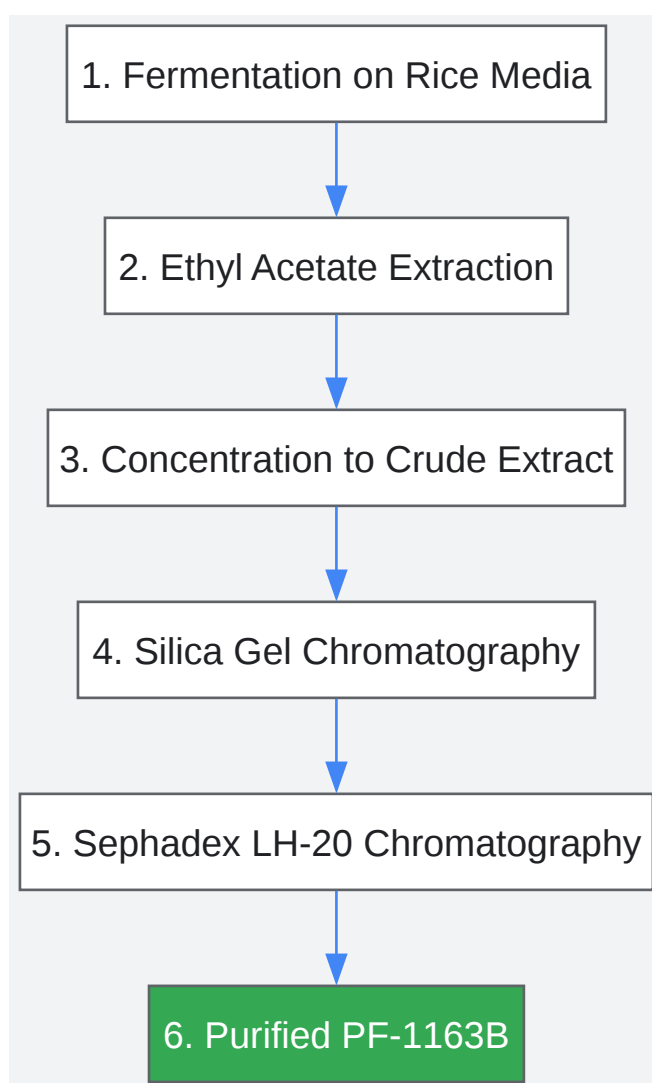 1. Fermentation on Rice Media
2. Ethyl Acetate Extraction
3. Concentration to Crude Extract
4. Silica Gel Chromatography
5. Sephadex LH-20 Chromatography
6. Purified PF-1163B